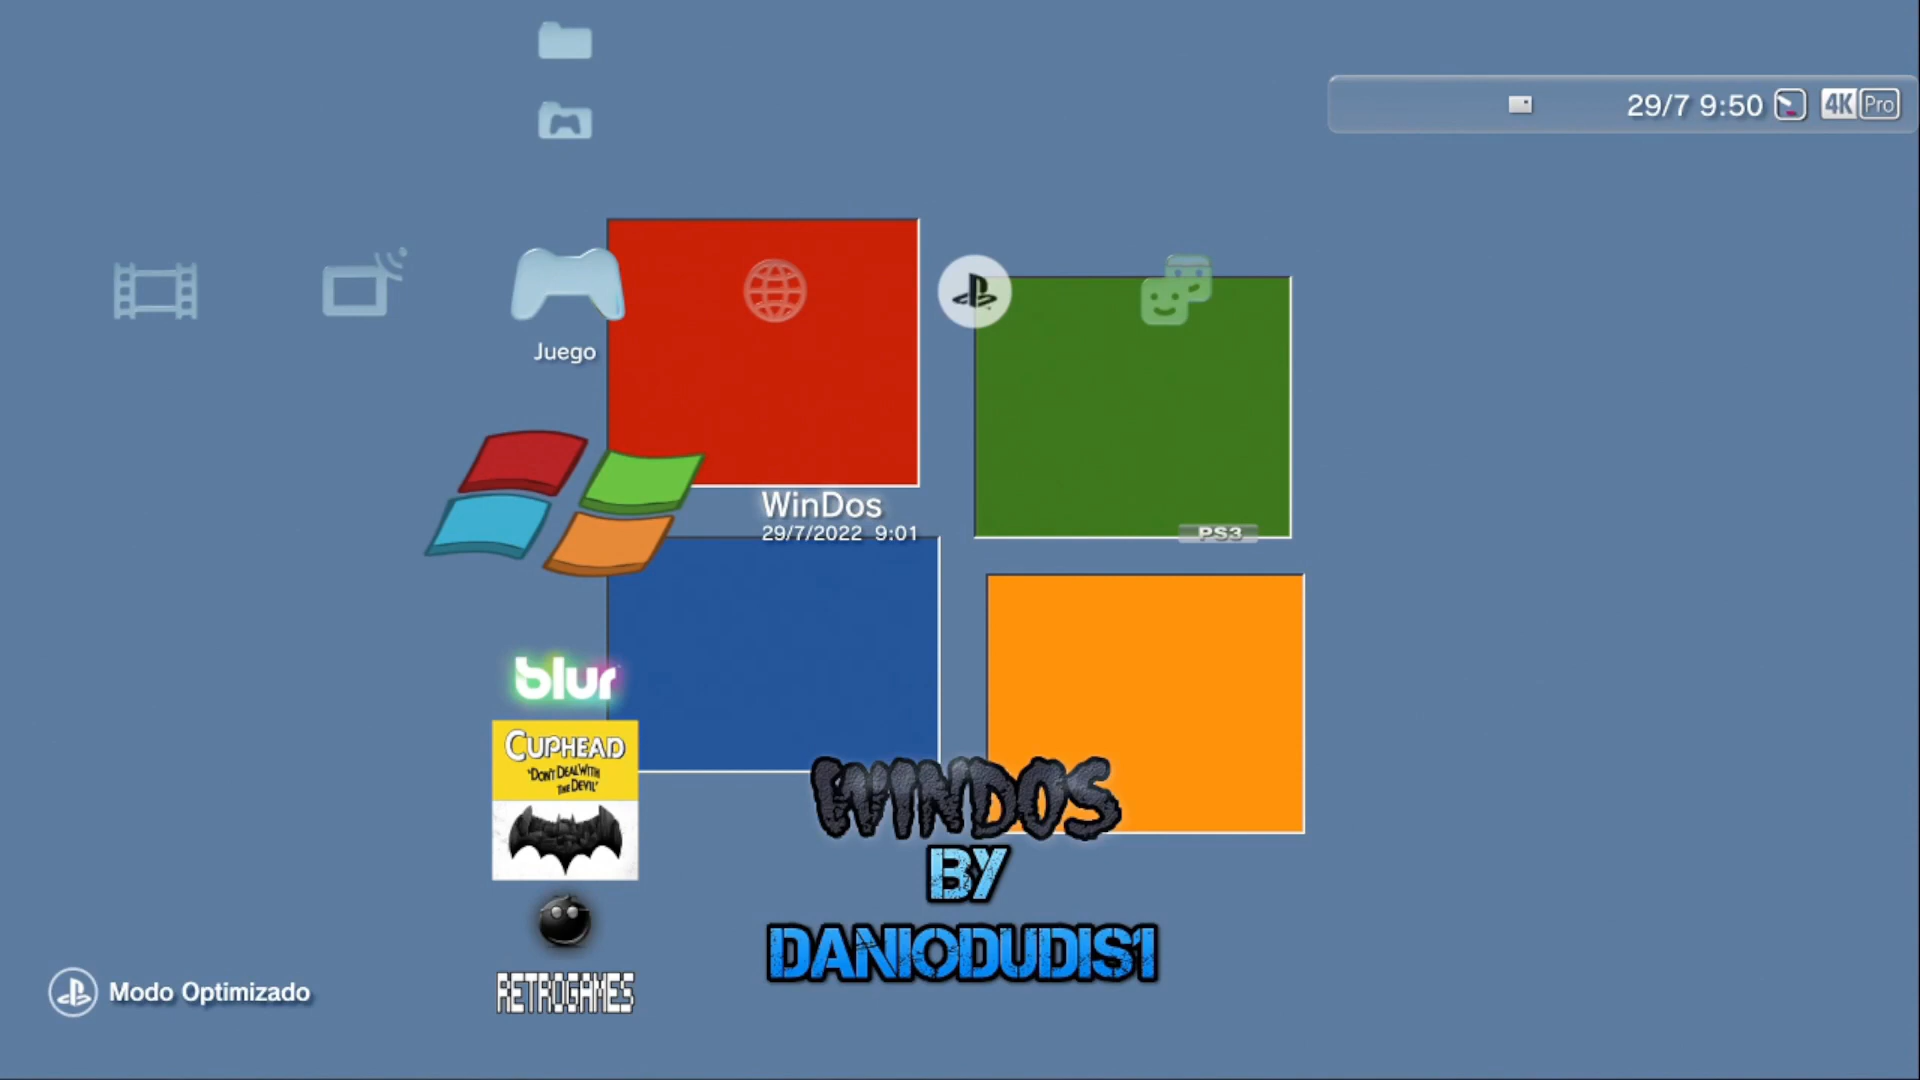 29/7 9:50
4K Pro
Juego
WinDos
29/7/2022 9:01
PS3
blur
CUPHEAD
"DON'T DEAL WITH
THE DEVIL"
WINDOS
BY
DANIODUDIS1
RETROGAMES
Modo Optimizado